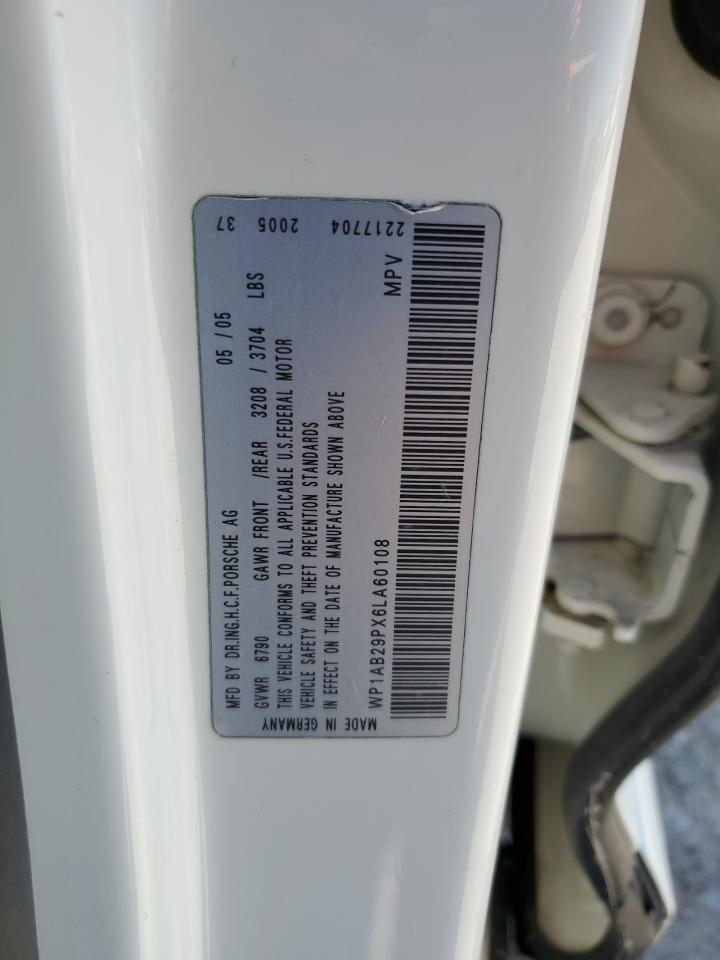 MFD BY DR.ING.H.C.F.PORSCHE AG 05 / 05 37
GVWR 6790 GAWR FRONT /REAR 3208 / 3704 LBS
THIS VEHICLE CONFORMS TO ALL APPLICABLE U.S.FEDERAL MOTOR
VEHICLE SAFETY AND THEFT PREVENTION STANDARDS
IN EFFECT ON THE DATE OF MANUFACTURE SHOWN ABOVE
WP1AB29PX6LA60108 MPV
MADE IN GERMANY 2005 2217704